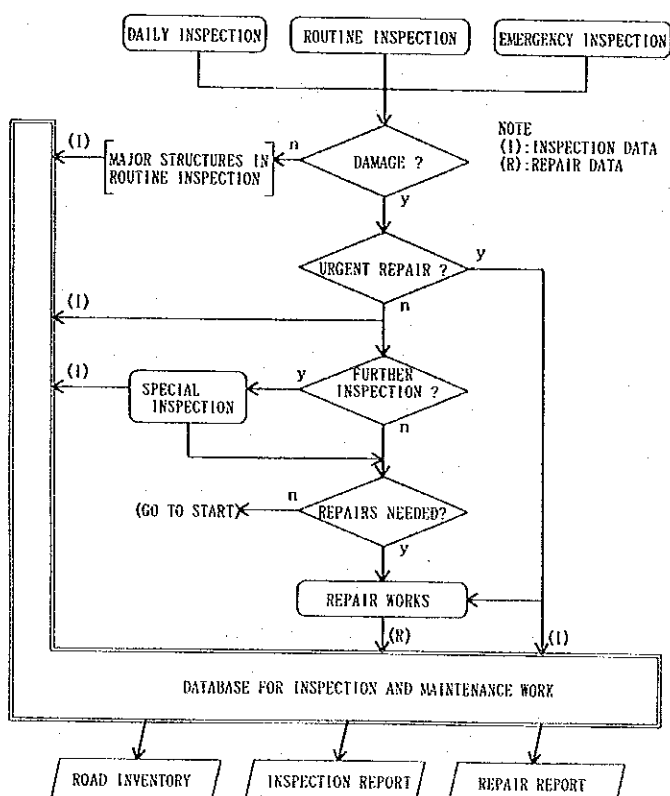 DAILY INSPECTION
ROUTINE INSPECTION
EMERGENCY INSPECTION
NOTE
(I):INSPECTION DATA
(R):REPAIR DATA
(I)
MAJOR STRUCTURES IN
ROUTINE INSPECTION
n
DAMAGE ?
y
URGENT REPAIR ?
y
n
(I)
(I)
SPECIAL
INSPECTION
y
FURTHER
INSPECTION ?
n
(GO TO START)
n
REPAIRS NEEDED?
y
REPAIR WORKS
(R)
(I)
DATABASE FOR INSPECTION AND MAINTENANCE WORK
ROAD INVENTORY
INSPECTION REPORT
REPAIR REPORT